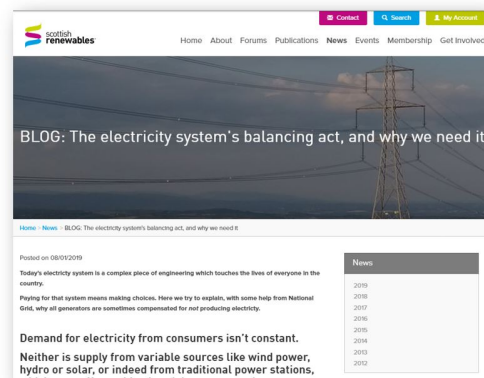 Contact
Search
My Account
scottish
renewables
Home About Forums Publications News Events Membership Get Involved
BLOG: The electricity system's balancing act, and why we need it
Home > News > BLOG: The electricity system's balancing act, and why we need it
Posted on 08/01/2019
News
Today's electricty system is a complex piece of engineering which touches the lives of everyone in the
country.
2019
2018
Paying for that system means making choices. Here we try to explain, with some help from National
Grid, why all generators are sometimes compensated for not producing electricty.
2017
2016
2015
Demand for electricity from consumers isn't constant.
2014
2013
2012
Neither is supply from variable sources like wind power,
hydro or solar, or indeed from traditional power stations,